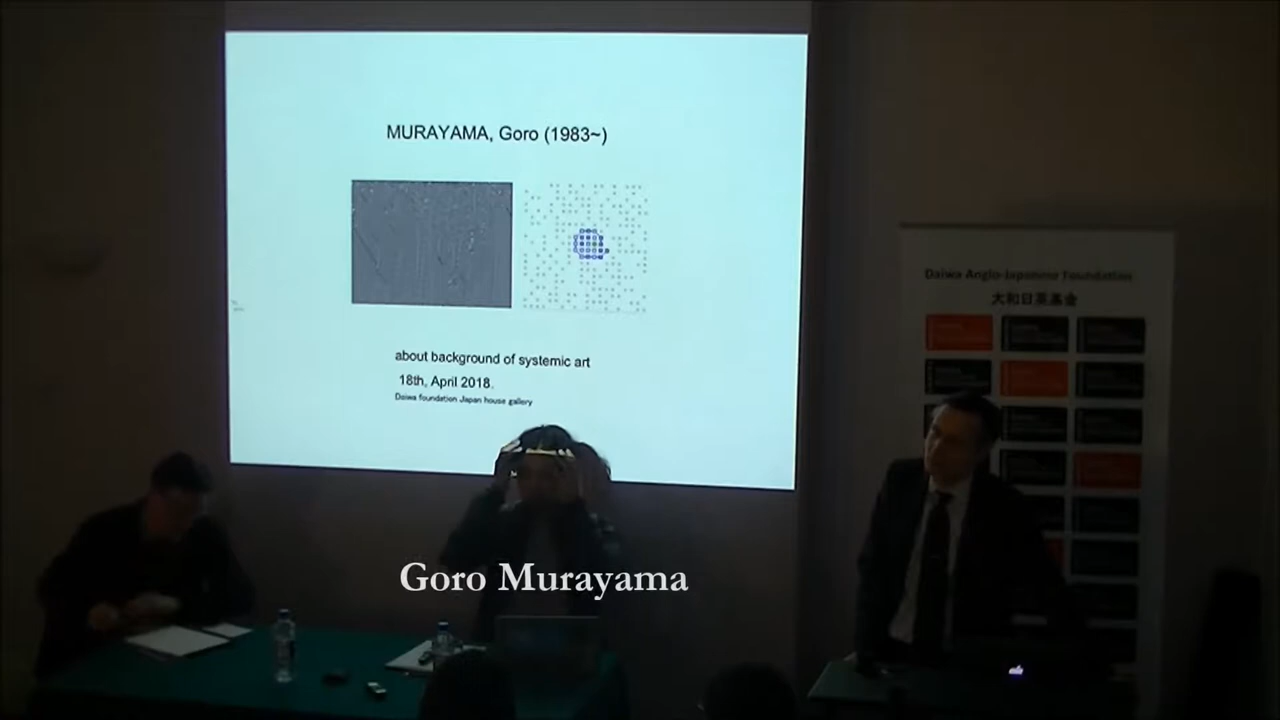 MURAYAMA, Goro (1983~)
about background of systemic art
18th, April 2018.
Daiwa foundation Japan house gallery
Daiwa Anglo-Japanese Foundation
大和日英基金
Goro Murayama